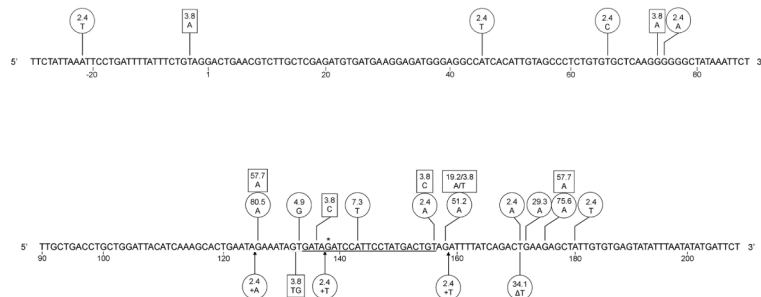 2.4 3.8 2.4 2.4 3.8 2.4
T A T C A A
5' TTCTATTAAATTCCTGATTTTATTTCTGTAGGACTGAACGTCTTGCTCGAGATGTGATGAAGGAGATGGGAGGCCATCACATTGTAGCCCTCTGTGTGCTCAAGGGGGGCTATAAATTCT 3'
-20 1 20 40 60 80
57.7 3.8 19.2/3.8 57.7
A C A/T A
80.5 4.9 3.8 7.3 2.4 51.2 2.4 29.3 75.6 2.4
A G C T A A A A A T
*
5' TTGCTGACCTGCTGGATTACATCAAAGCACTGAATAGAAATAGTGATAGATCCATTCCTATGACTGTAGATTTTATCAGACTGAAGAGCTATTGTGTGAGTATATTTAATATATGATTCT 3'
90 100 120 140 160 180 200
2.4 3.8 2.4 2.4 34.1
+A TG +T +T ΔT